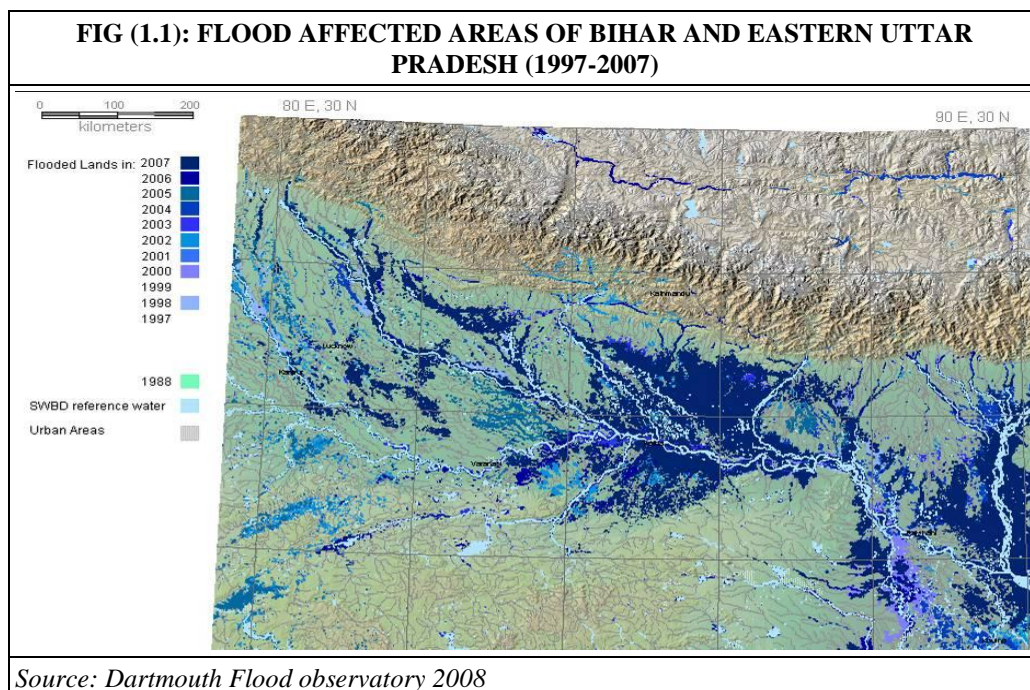 FIG (1.1): FLOOD AFFECTED AREAS OF BIHAR AND EASTERN UTTAR
PRADESH (1997-2007)
0 100 200
kilometers
80 E, 30 N
90 E, 30 N
Flooded Lands in: 2007
2006
2005
2004
2003
2002
2001
2000
1999
1998
1997
1988
SWBD reference water
Urban Areas
Kathmandu
Lucknow
Varanasi
Source: Dartmouth Flood observatory 2008